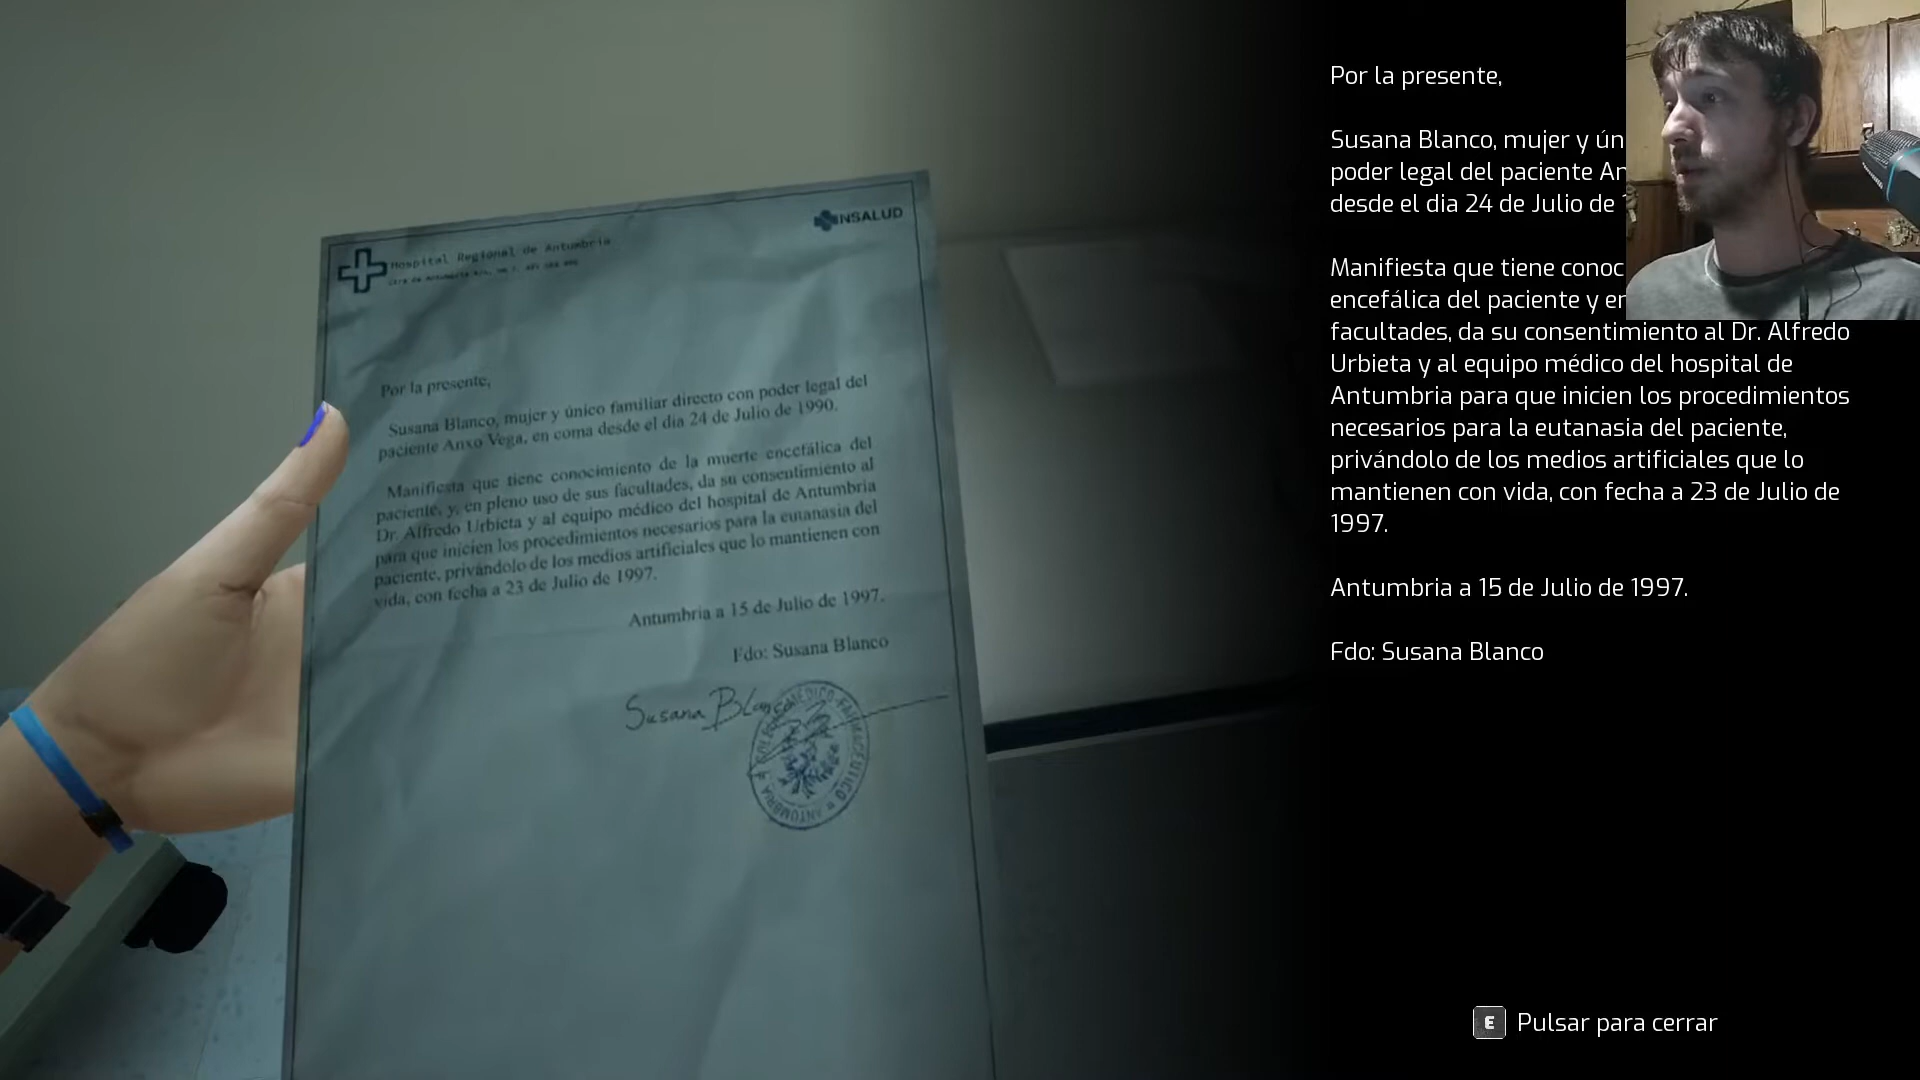 Hospital Regional de Antumbria
INSALUD
Por la presente,
Susana Blanco, mujer y único familiar directo con poder legal del
paciente Anxo Vega, en coma desde el dia 24 de Julio de 1990.
Manifiesta que tiene conocimiento de la muerte encefálica del
paciente, y, en pleno uso de sus facultades, da su consentimiento al
Dr. Alfredo Urbieta y al equipo médico del hospital de Antumbria
para que inicien los procedimientos necesarios para la eutanasia del
paciente, privándolo de los medios artificiales que lo mantienen con
vida, con fecha a 23 de Julio de 1997.
Antumbria a 15 de Julio de 1997.
Fdo: Susana Blanco
Susana Blanco
MÉDICO-FARMACEUTICO
ANTUMBRIA
Por la presente,
Susana Blanco, mujer y ún
poder legal del paciente An
desde el dia 24 de Julio de
Manifiesta que tiene conoc
encefálica del paciente y en
facultades, da su consentimiento al Dr. Alfredo
Urbieta y al equipo médico del hospital de
Antumbria para que inicien los procedimientos
necesarios para la eutanasia del paciente,
privándolo de los medios artificiales que lo
mantienen con vida, con fecha a 23 de Julio de
1997.
Antumbria a 15 de Julio de 1997.
Fdo: Susana Blanco
E Pulsar para cerrar